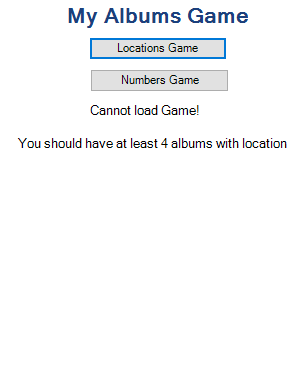 My Albums Game
Locations Game
Numbers Game
Cannot load Game!
You should have at least 4 albums with location